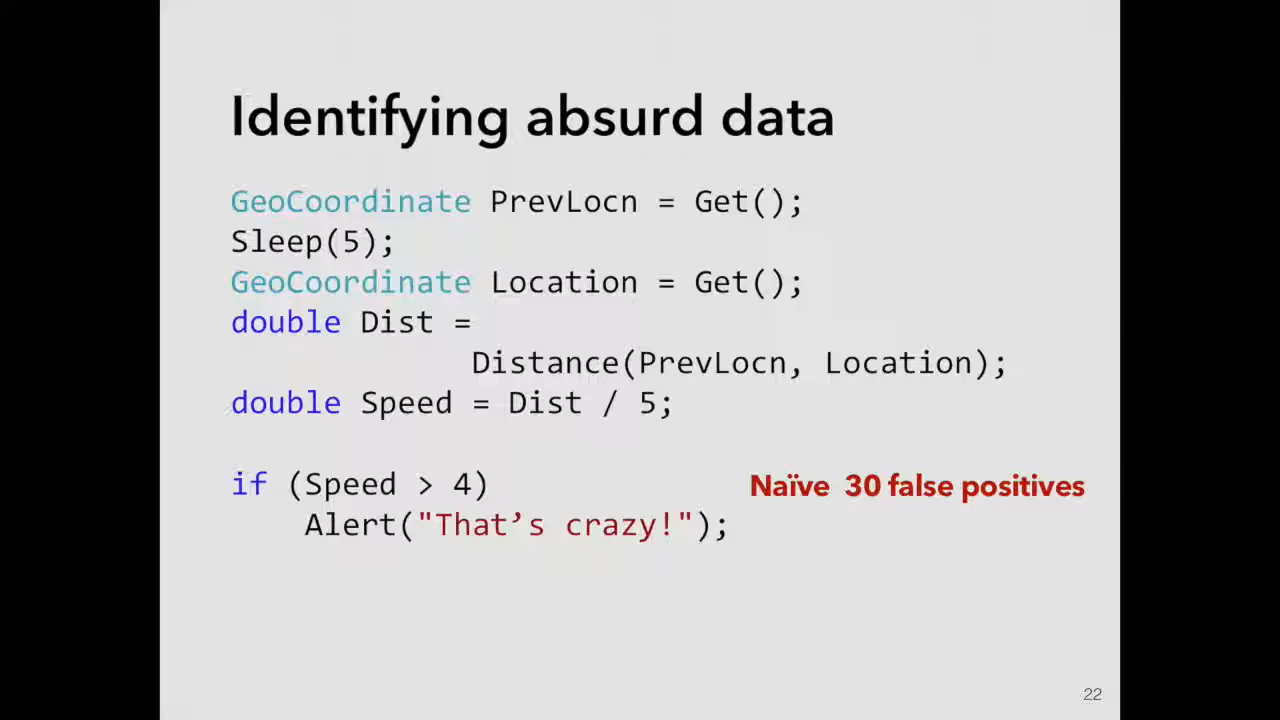 Identifying absurd data
GeoCoordinate PrevLocn = Get();
Sleep(5);
GeoCoordinate Location = Get();
double Dist =
Distance(PrevLocn, Location);
double Speed = Dist / 5;
if (Speed > 4)
Naïve 30 false positives
Alert("That’s crazy!");
22